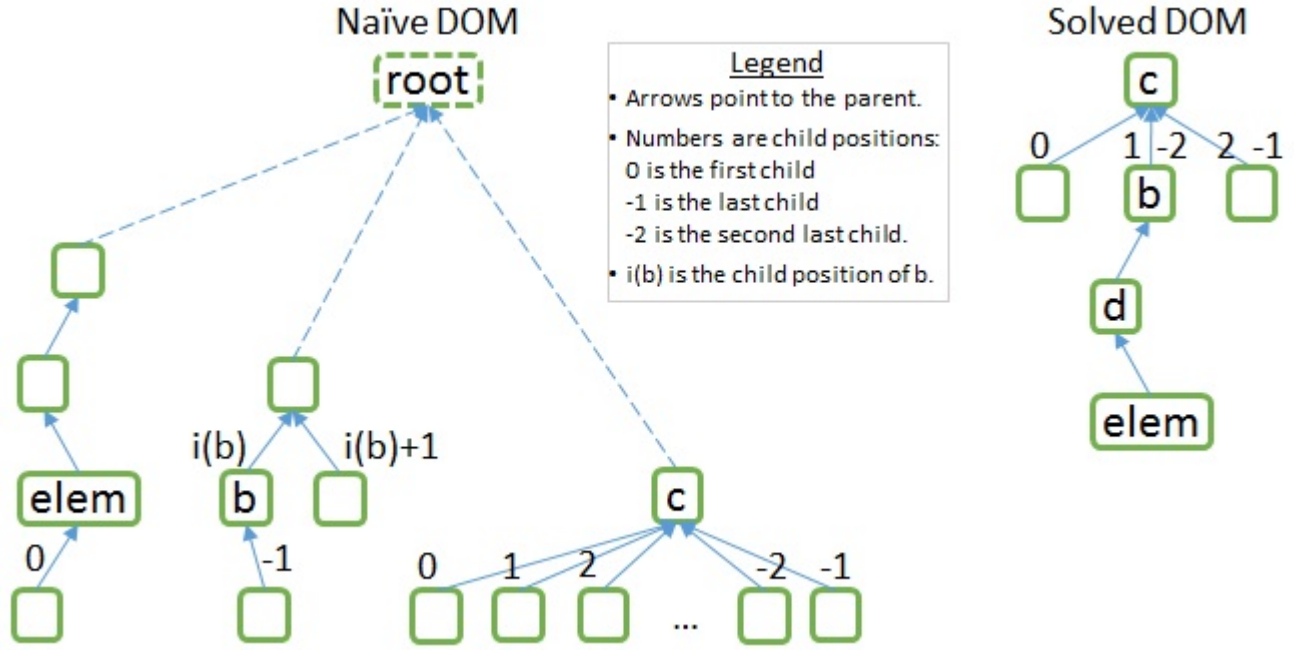 Naïve DOM
root
i(b)
i(b)+1
elem
b
c
0
-1
0
1
2
-2
-1
...
Legend
• Arrows point to the parent.
• Numbers are child positions:
0 is the first child
-1 is the last child
-2 is the second last child.
• i(b) is the child position of b.
Solved DOM
c
0
1
-2
2
-1
b
d
elem